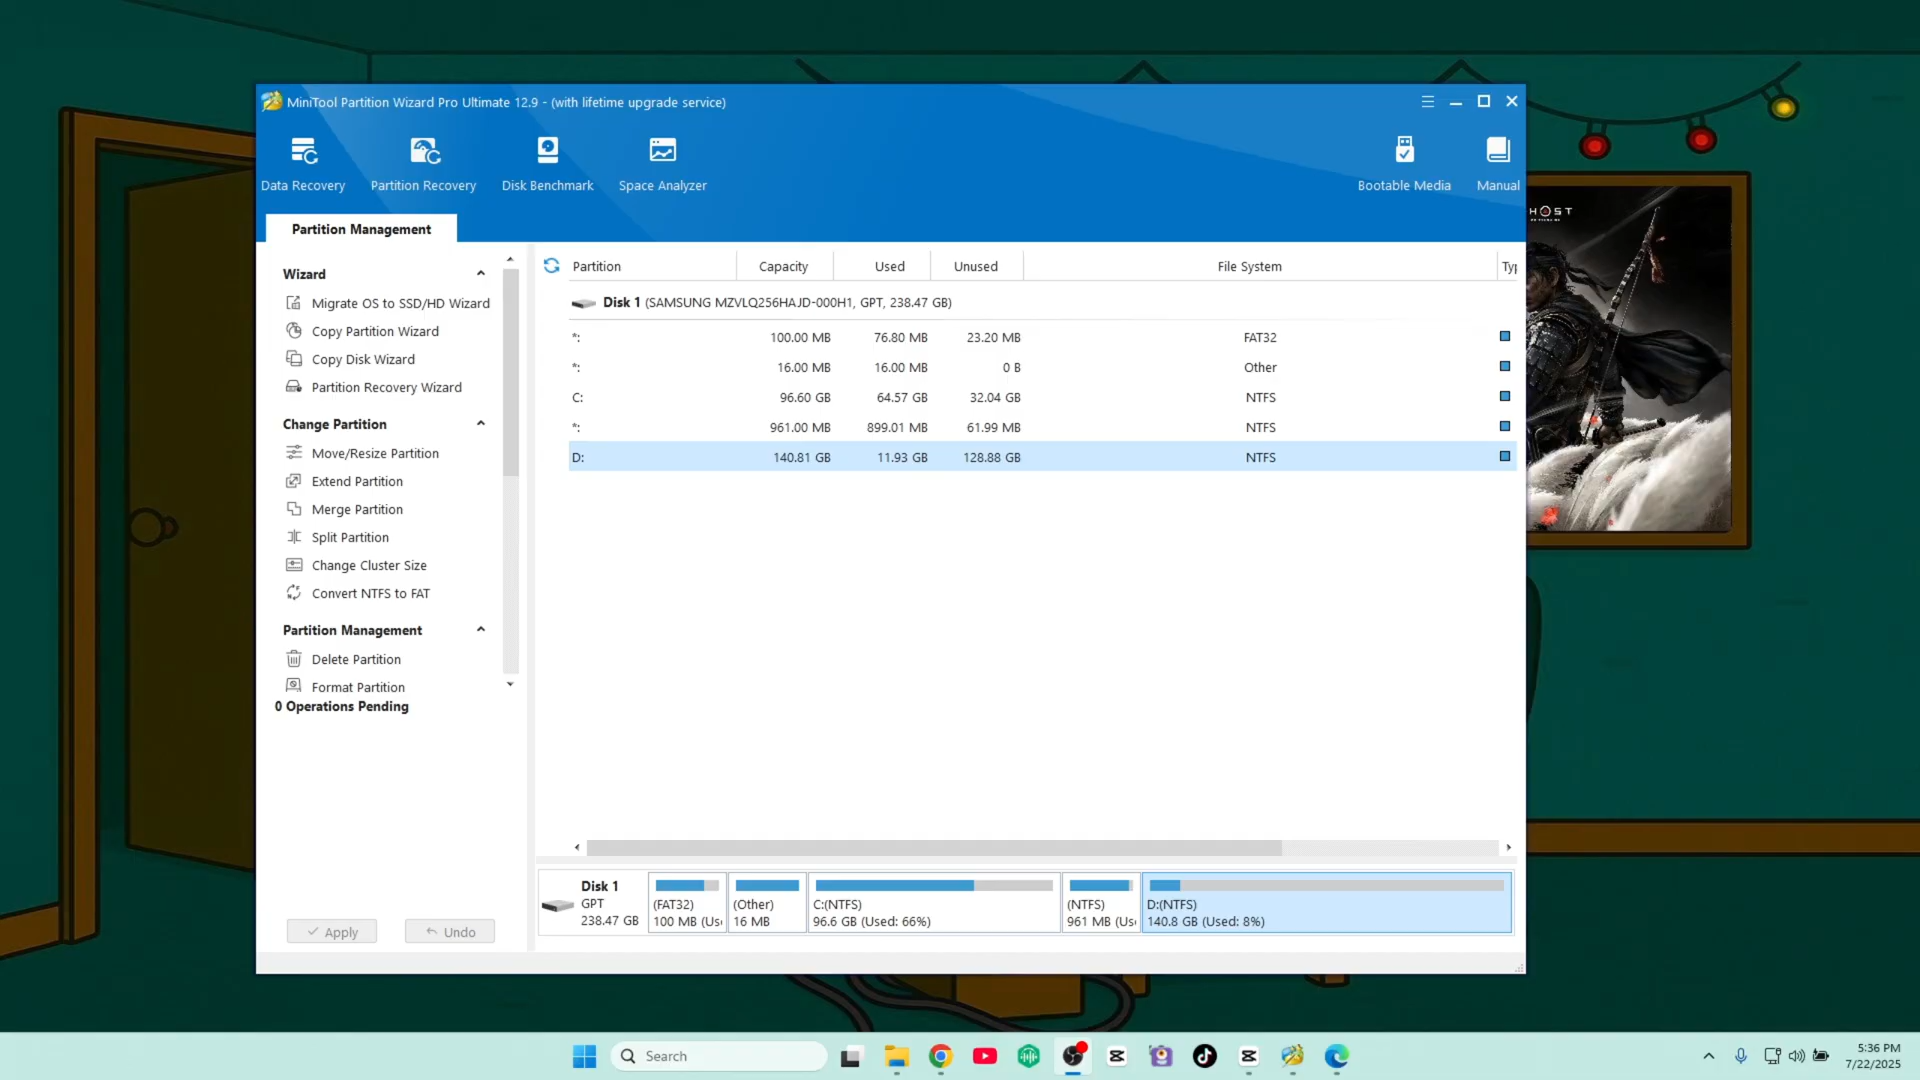 MiniTool Partition Wizard Pro Ultimate 12.9 - (with lifetime upgrade service)
Data Recovery
Partition Recovery
Disk Benchmark
Space Analyzer
Bootable Media
Manual
Partition Management
Wizard
Migrate OS to SSD/HD Wizard
Copy Partition Wizard
Copy Disk Wizard
Partition Recovery Wizard
Change Partition
Move/Resize Partition
Extend Partition
Merge Partition
Split Partition
Change Cluster Size
Convert NTFS to FAT
Partition Management
Delete Partition
Format Partition
0 Operations Pending
Apply Undo
Partition Capacity Used Unused File System Typ
Disk 1 (SAMSUNG MZVLQ256HAJD-000H1, GPT, 238.47 GB)
*: 100.00 MB 76.80 MB 23.20 MB FAT32
*: 16.00 MB 16.00 MB 0 B Other
C: 96.60 GB 64.57 GB 32.04 GB NTFS
*: 961.00 MB 899.01 MB 61.99 MB NTFS
D: 140.81 GB 11.93 GB 128.88 GB NTFS
Disk 1
GPT
238.47 GB
(FAT32)
100 MB (Us
(Other)
16 MB
C:(NTFS)
96.6 GB (Used: 66%)
(NTFS)
961 MB (Us
D:(NTFS)
140.8 GB (Used: 8%)
HOST
Search
5:36 PM
7/22/2025